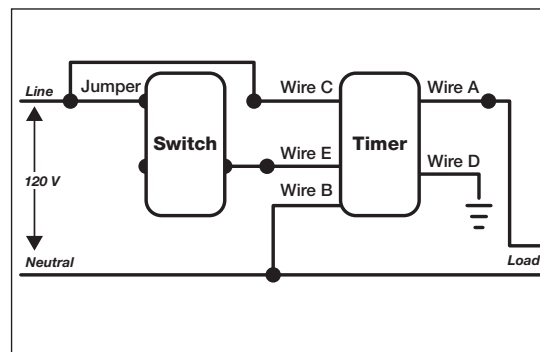 Line
Jumper
Wire C
Wire A
Switch
Wire E
Timer
Wire D
Wire B
120 V
Neutral
Load